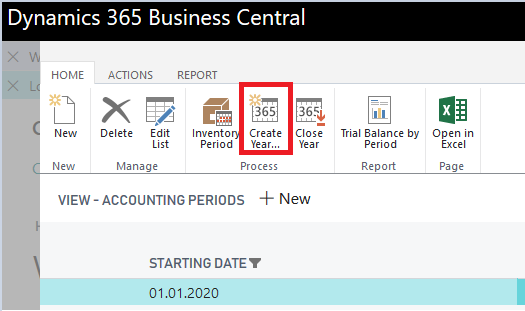 Dynamics 365 Business Central
W
Lo
HOME ACTIONS REPORT
New Delete Edit List Inventory Period 365 Create Year... 365 Close Year Trial Balance by Period Open in Excel
New Manage Process Report Page
VIEW - ACCOUNTING PERIODS + New
STARTING DATE
01.01.2020